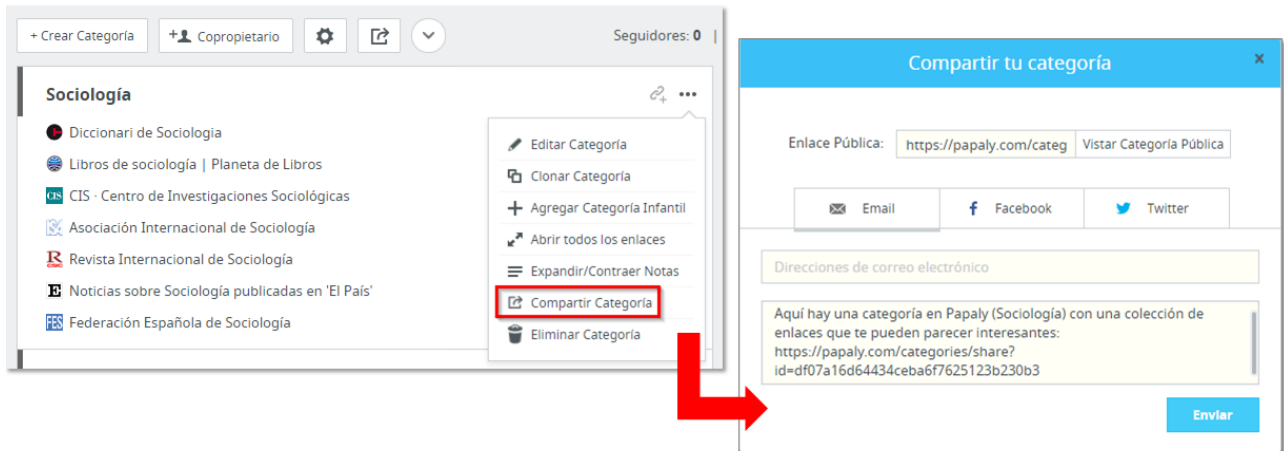 + Crear Categoría
+ Copropietario
Seguidores: 0 |
Sociología
Diccionari de Sociologia
Libros de sociología | Planeta de Libros
CIS CIS · Centro de Investigaciones Sociológicas
Asociación Internacional de Sociología
R Revista Internacional de Sociología
E Noticias sobre Sociología publicadas en 'El País'
FES Federación Española de Sociología
Editar Categoría
Clonar Categoría
Agregar Categoría Infantil
Abrir todos los enlaces
Expandir/Contraer Notas
Compartir Categoría
Eliminar Categoría
Compartir tu categoría x
Enlace Pública: https://papaly.com/categ Vistar Categoría Pública
Email f Facebook Twitter
Direcciones de correo electrónico
Aquí hay una categoría en Papaly (Sociología) con una colección de
enlaces que te pueden parecer interesantes:
https://papaly.com/categories/share?
id=df07a16d64434ceba6f7625123b230b3
Enviar